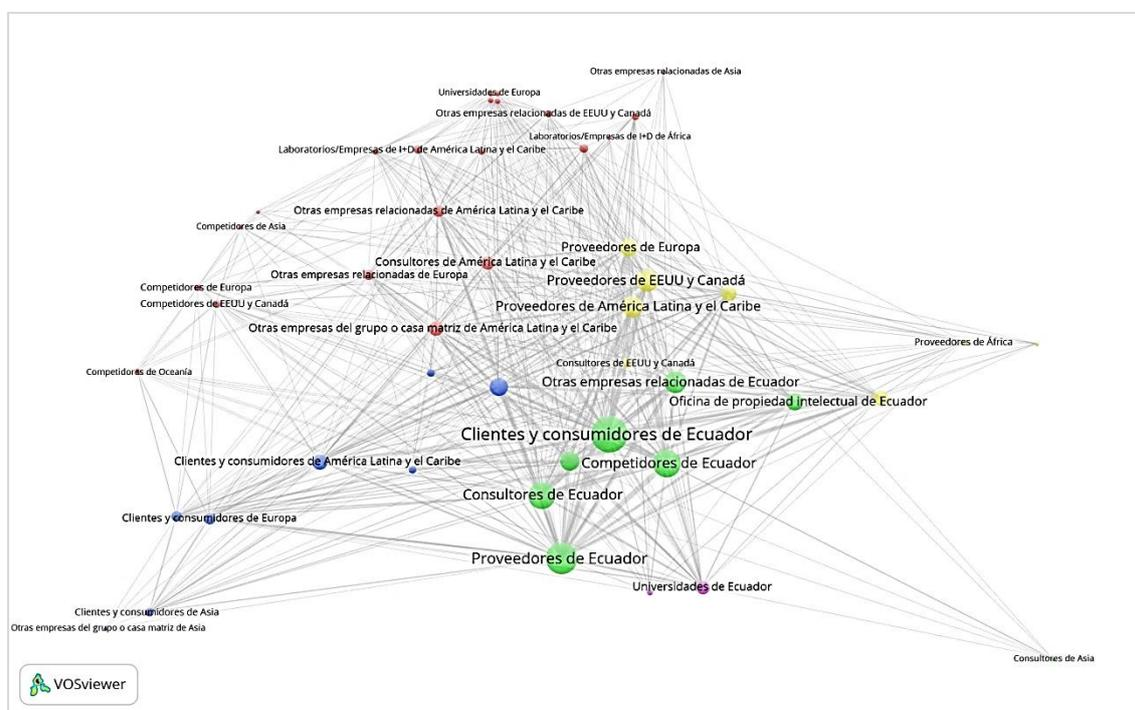 Otras empresas relacionadas de Asia
Universidades de Europa
Otras empresas relacionadas de EEUU y Canadá
Laboratorios/Empresas de I+D de África
Laboratorios/Empresas de I+D de América Latina y el Caribe
Otras empresas relacionadas de América Latina y el Caribe
Competidores de Asia
Proveedores de Europa
Consultores de América Latina y el Caribe
Otras empresas relacionadas de Europa
Proveedores de EEUU y Canadá
Competidores de Europa
Competidores de EEUU y Canadá
Proveedores de América Latina y el Caribe
Otras empresas del grupo o casa matriz de América Latina y el Caribe
Proveedores de África
Consultores de EEUU y Canadá
Competidores de Oceanía
Otras empresas relacionadas de Ecuador
Oficina de propiedad intelectual de Ecuador
Clientes y consumidores de Ecuador
Clientes y consumidores de América Latina y el Caribe
Competidores de Ecuador
Consultores de Ecuador
Clientes y consumidores de Europa
Proveedores de Ecuador
Universidades de Ecuador
Clientes y consumidores de Asia
Otras empresas del grupo o casa matriz de Asia
Consultores de Asia
VOSviewer